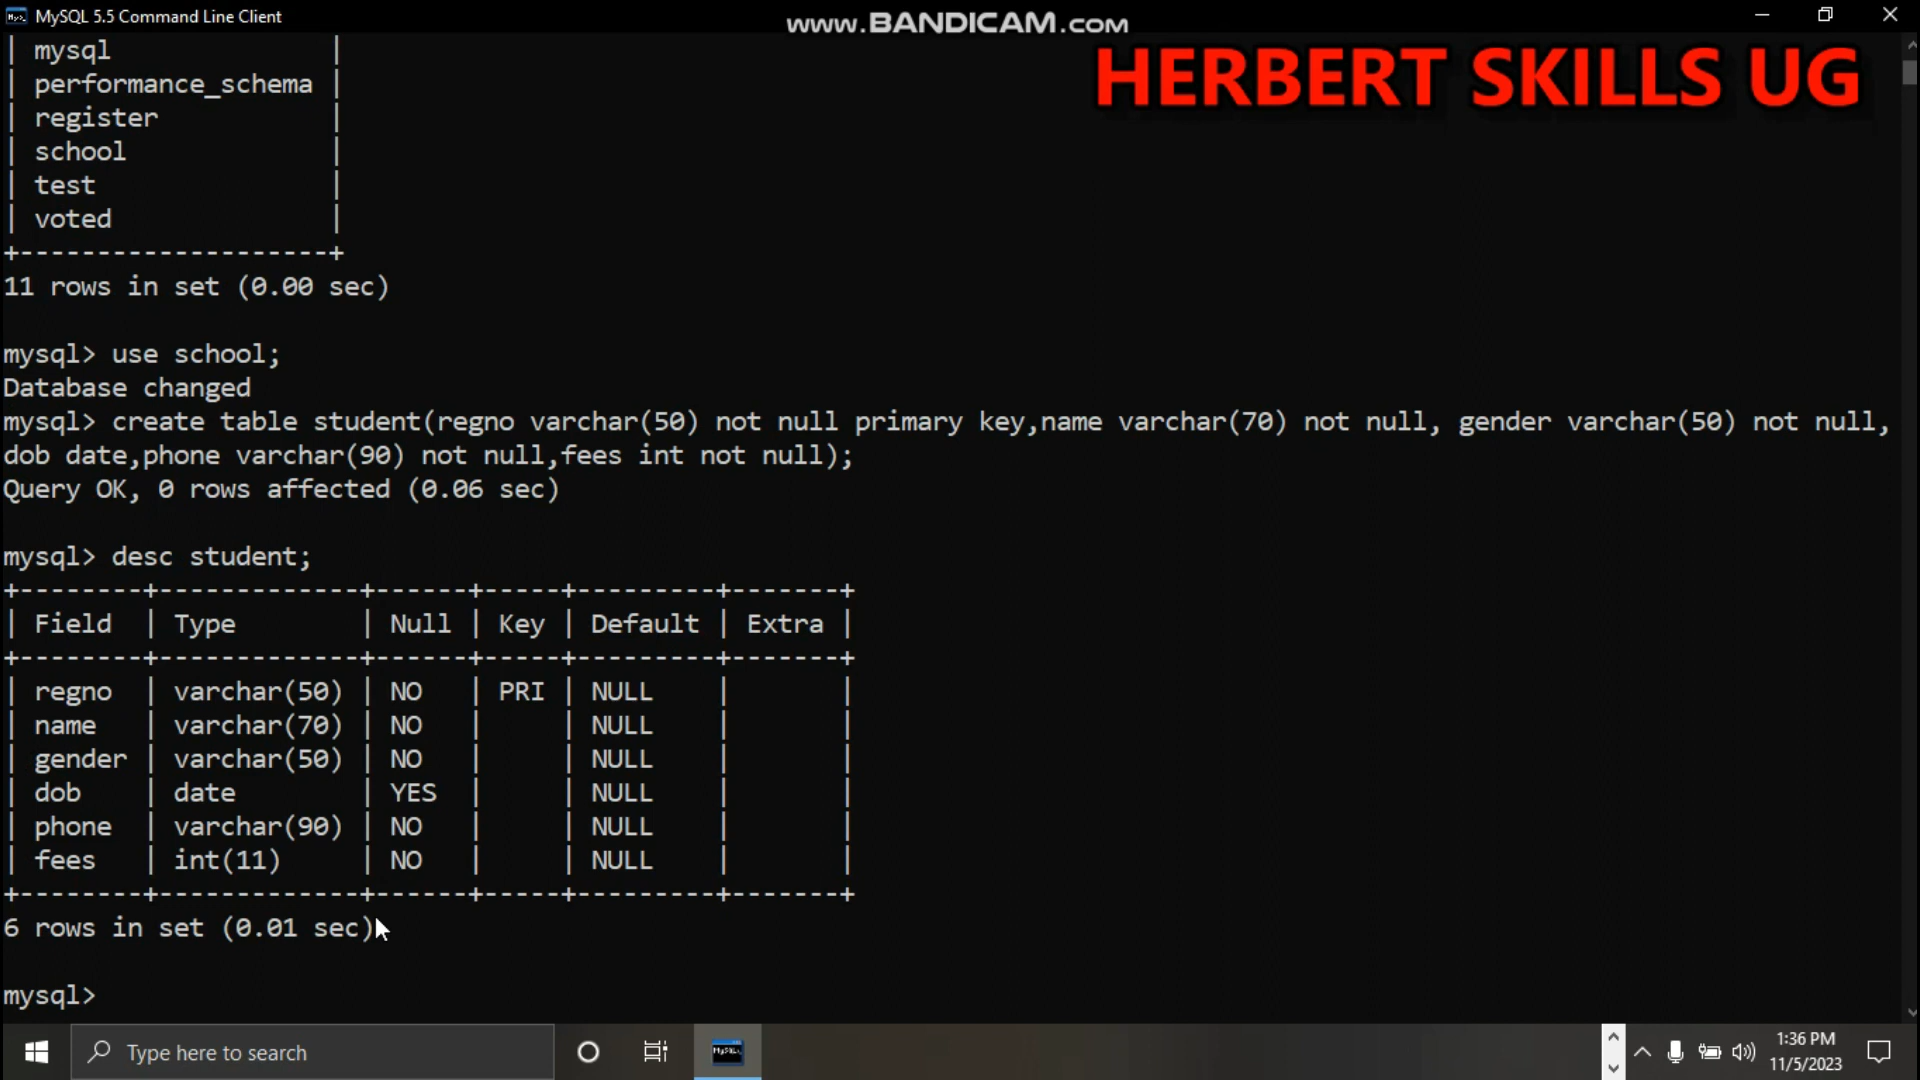 MySQL 5.5 Command Line Client
www.BANDICAM.com
HERBERT SKILLS UG
| mysql              |
| performance_schema |
| register           |
| school             |
| test               |
| voted              |
+--------------------+
11 rows in set (0.00 sec)
mysql> use school;
Database changed
mysql> create table student(regno varchar(50) not null primary key,name varchar(70) not null, gender varchar(50) not null,
dob date,phone varchar(90) not null,fees int not null);
Query OK, 0 rows affected (0.06 sec)
mysql> desc student;
+--------+-------------+------+-----+---------+-------+
| Field  | Type        | Null | Key | Default | Extra |
+--------+-------------+------+-----+---------+-------+
| regno  | varchar(50) | NO   | PRI | NULL    |       |
| name   | varchar(70) | NO   |     | NULL    |       |
| gender | varchar(50) | NO   |     | NULL    |       |
| dob    | date        | YES  |     | NULL    |       |
| phone  | varchar(90) | NO   |     | NULL    |       |
| fees   | int(11)     | NO   |     | NULL    |       |
+--------+-------------+------+-----+---------+-------+
6 rows in set (0.01 sec)
mysql>
Type here to search
1:36 PM
11/5/2023